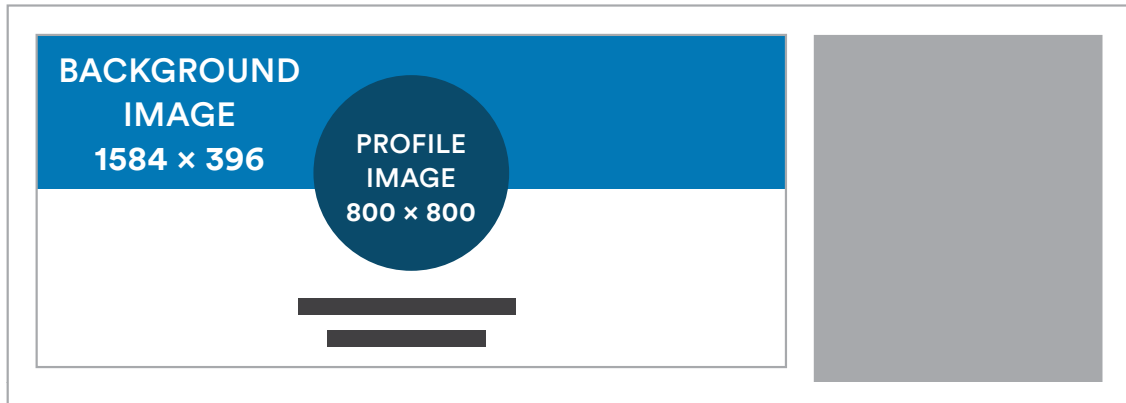 BACKGROUND
IMAGE
1584 × 396
PROFILE
IMAGE
800 × 800